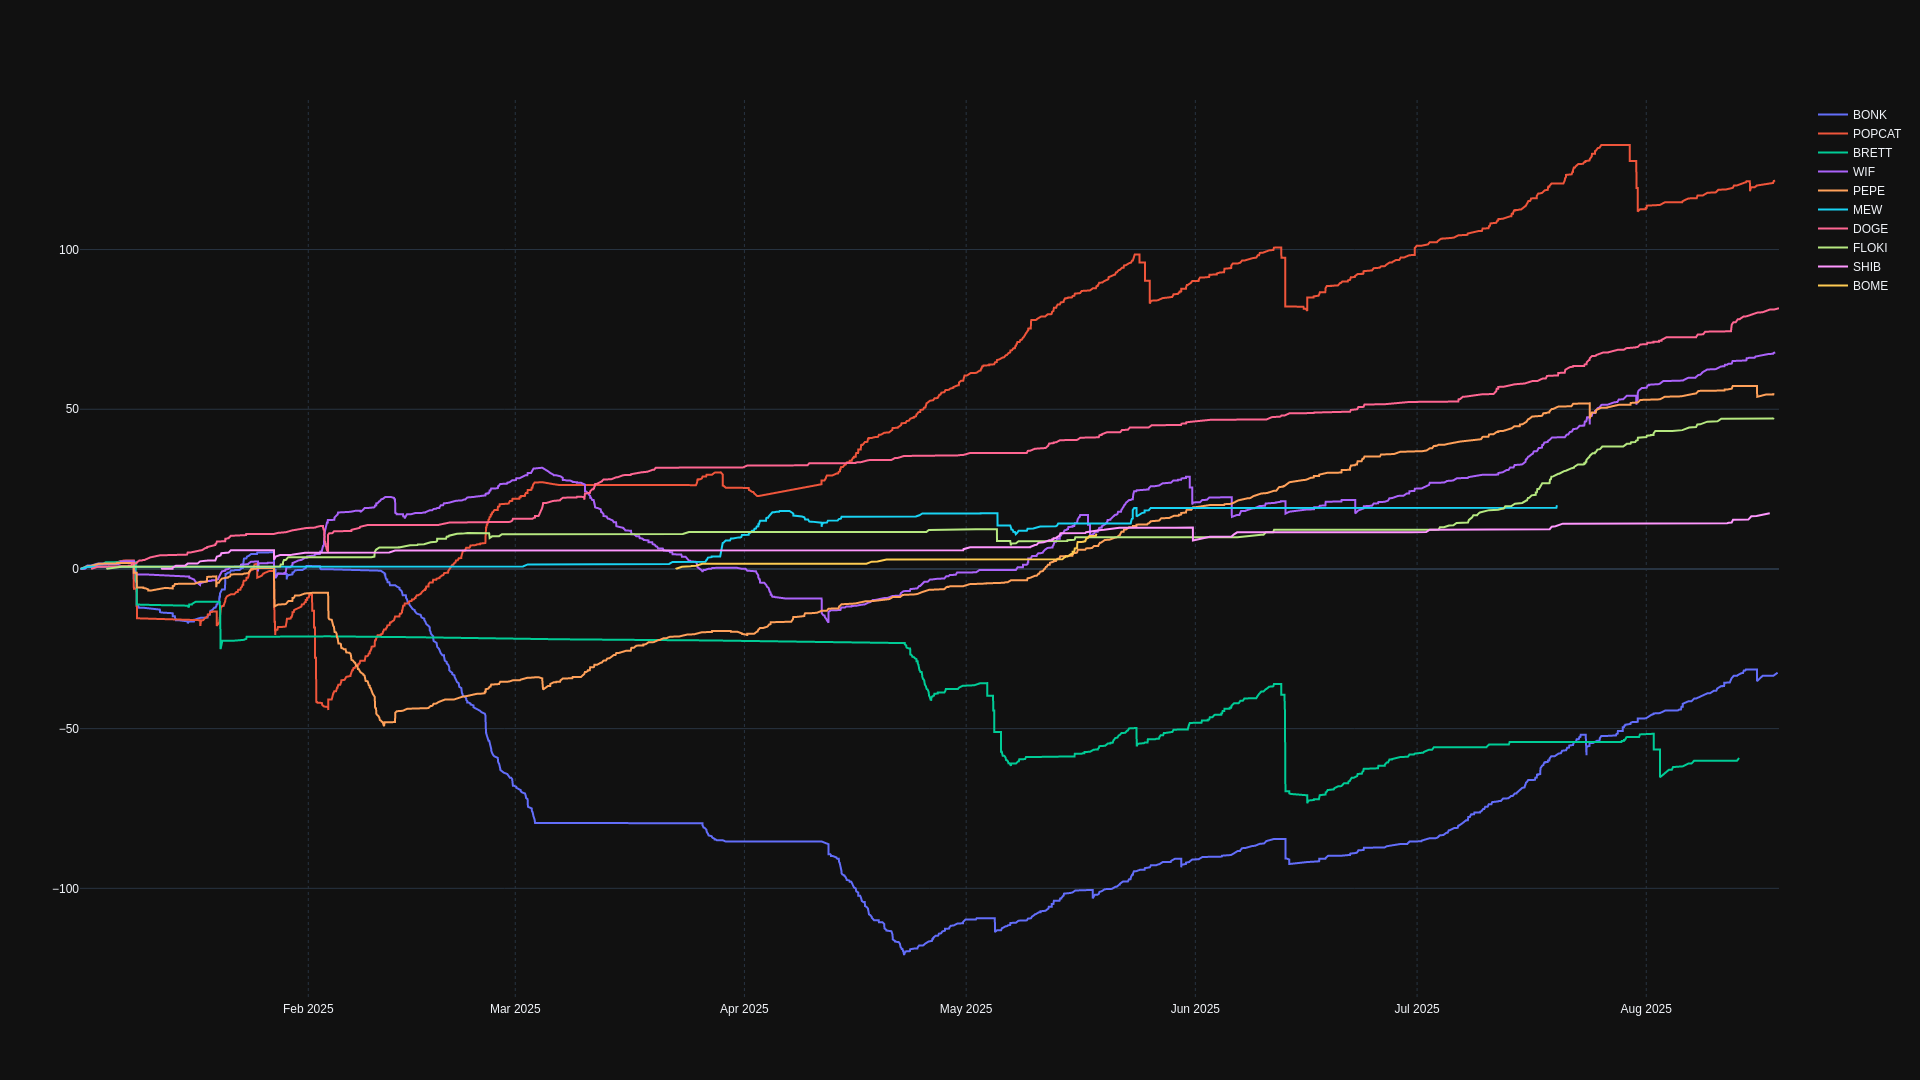 BONK
POPCAT
BRETT
WIF
PEPE
MEW
DOGE
FLOKI
SHIB
BOME
100
50
0
−50
−100
Feb 2025
Mar 2025
Apr 2025
May 2025
Jun 2025
Jul 2025
Aug 2025